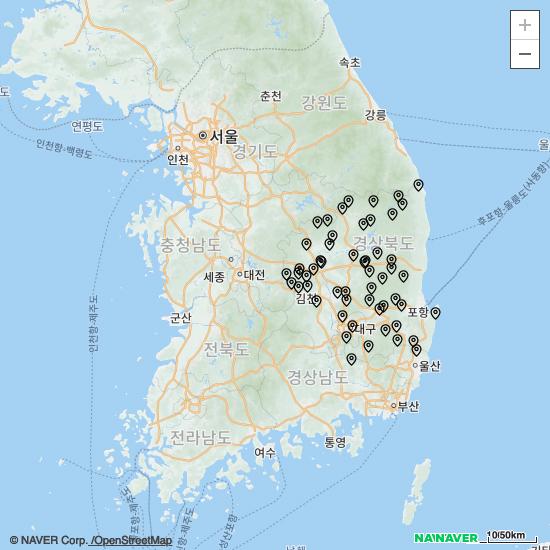 +
−
속초
춘천
강원도
강릉
도
연평도
서울
인천항-백령도
인천
경기도
울
후포항-울릉도(사동항)
충청남도
경상북도
세종
대전
김천
군산
포항
인천항-제주도
대구
전라북도
경상남도
울산
부산
전라남도
통영
여수
© NAVER Corp. /OpenStreetMap
NAVER
10/50km